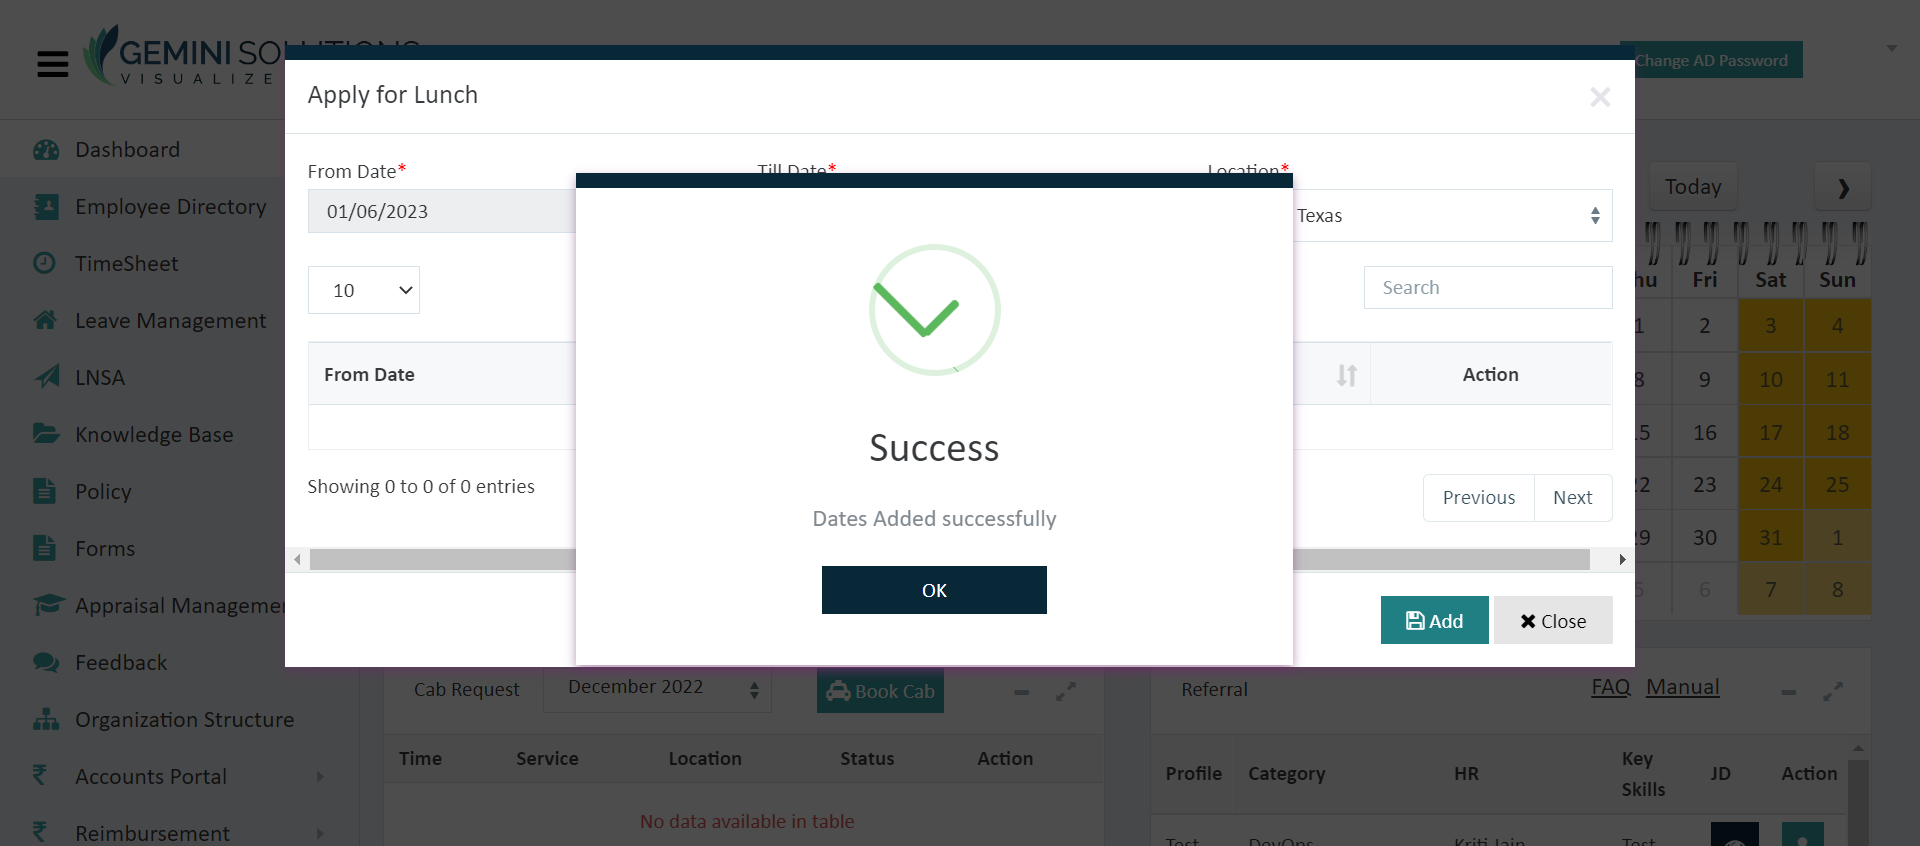 GEMINI SOLUTIONS
VISUALIZE
Change AD Password
Apply for Lunch
×
Dashboard
Employee Directory
TimeSheet
Leave Management
LNSA
Knowledge Base
Policy
Forms
Appraisal Managemen
Feedback
Organization Structure
Accounts Portal
Reimbursement
From Date*
Till Date*
Location*
01/06/2023
Texas
10
Search
From Date
Action
Showing 0 to 0 of 0 entries
Previous
Next
Success
Dates Added successfully
OK
Add
Close
Today
hu Fri Sat Sun
1 2 3 4
8 9 10 11
15 16 17 18
22 23 24 25
29 30 31 1
5 6 7 8
Cab Request
December 2022
Book Cab
Time Service Location Status Action
No data available in table
Referral
FAQ Manual
Profile Category HR Key Skills JD Action
Test DevOps Kriti Jain Test